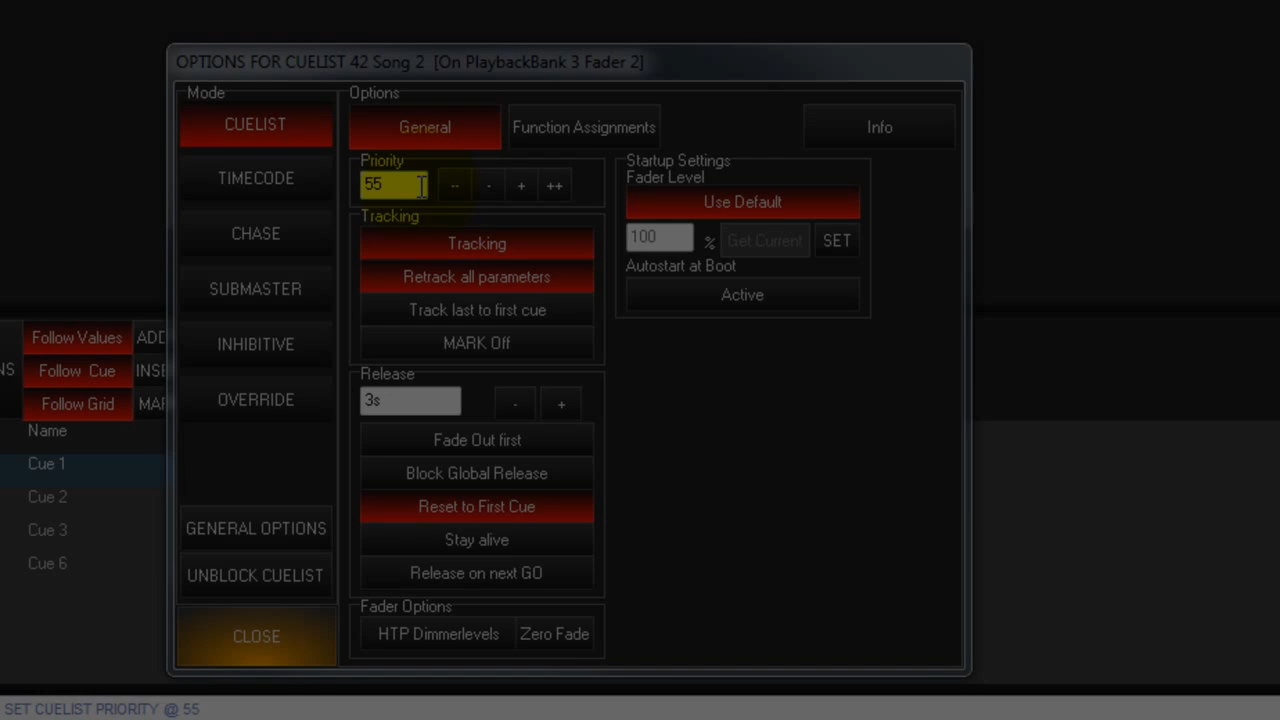 OPTIONS FOR CUELIST 42 Song 2 [On PlaybackBank 3 Fader 2]
Mode
CUELIST
TIMECODE
CHASE
SUBMASTER
INHIBITIVE
OVERRIDE
GENERAL OPTIONS
UNBLOCK CUELIST
CLOSE
Options
General
Function Assignments
Info
Priority
55
--
-
+
++
Tracking
Tracking
Retrack all parameters
Track last to first cue
MARK Off
Release
3s
-
+
Fade Out first
Block Global Release
Reset to First Cue
Stay alive
Release on next GO
Fader Options
HTP Dimmerlevels
Zero Fade
Startup Settings
Fader Level
Use Default
100
%
Get Current
SET
Autostart at Boot
Active
NS
Follow Values
Follow Cue
Follow Grid
Name
Cue 1
Cue 2
Cue 3
Cue 6
SET CUELIST PRIORITY @ 55